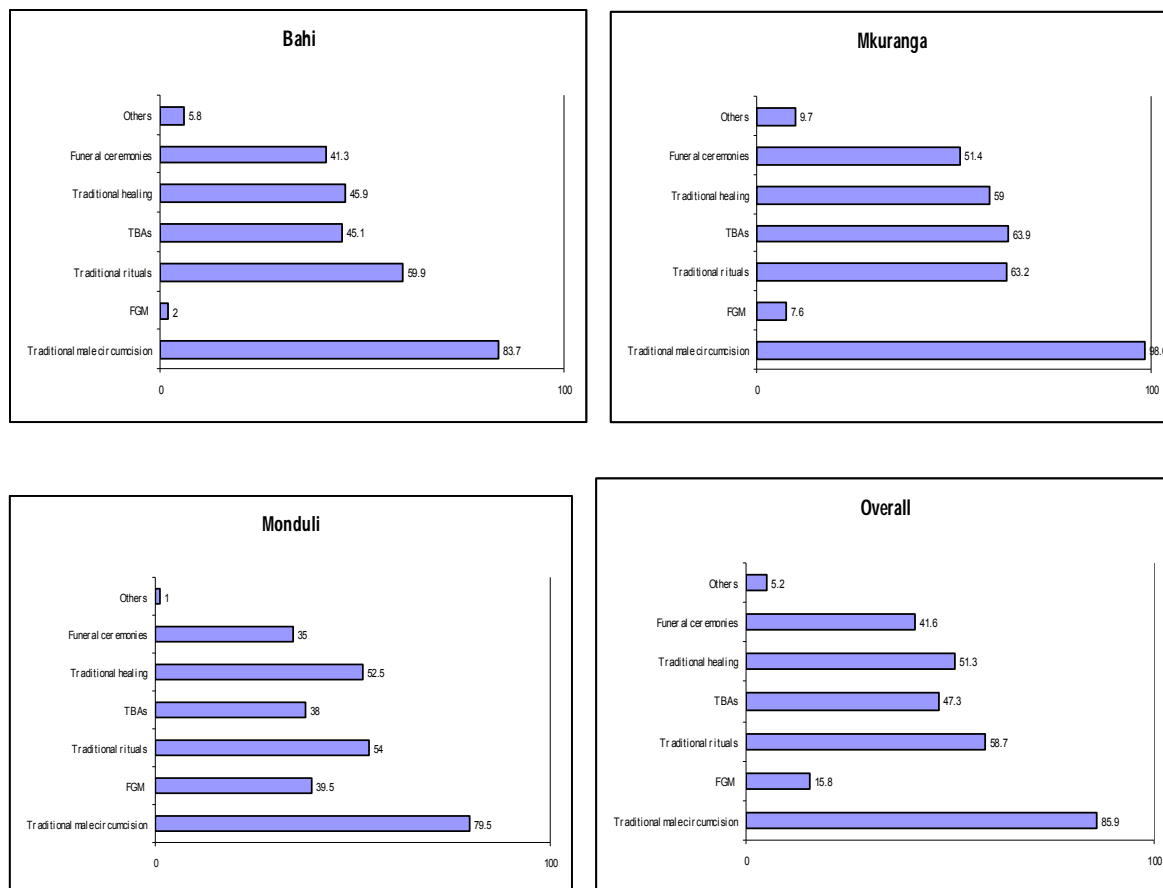 Bahi
Others 5.8
Funeral ceremonies 41.3
Traditional healing 45.9
TBAs 45.1
Traditional rituals 59.9
FGM 2
Traditional male circumcision 83.7
0 100
Mkuranga
Others 9.7
Funeral ceremonies 51.4
Traditional healing 59
TBAs 63.9
Traditional rituals 63.2
FGM 7.6
Traditional male circumcision
0 100
Monduli
Others 1
Funeral ceremonies 35
Traditional healing 52.5
TBAs 38
Traditional rituals 54
FGM 39.5
Traditional male circumcision 79.5
0 100
Overall
Others 5.2
Funeral ceremonies 41.6
Traditional healing 51.3
TBAs 47.3
Traditional rituals 58.7
FGM 15.8
Traditional male circumcision 85.9
0 100